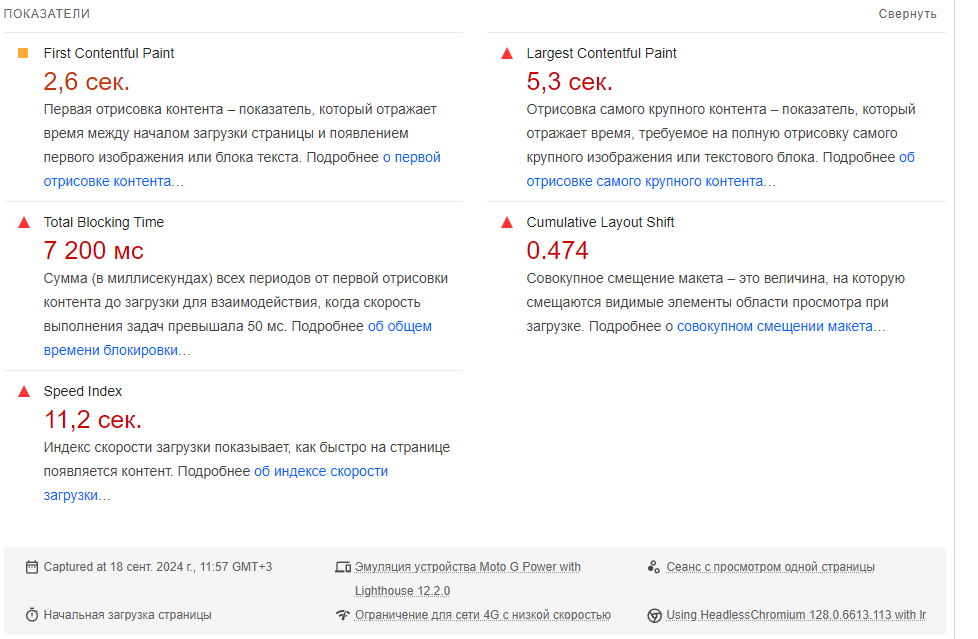 ПОКАЗАТЕЛИ
Свернуть
First Contentful Paint
2,6 сек.
Первая отрисовка контента – показатель, который отражает
время между началом загрузки страницы и появлением
первого изображения или блока текста. Подробнее о первой
отрисовке контента…
Largest Contentful Paint
5,3 сек.
Отрисовка самого крупного контента – показатель, который
отражает время, требуемое на полную отрисовку самого
крупного изображения или текстового блока. Подробнее об
отрисовке самого крупного контента…
Total Blocking Time
7 200 мс
Сумма (в миллисекундах) всех периодов от первой отрисовки
контента до загрузки для взаимодействия, когда скорость
выполнения задач превышала 50 мс. Подробнее об общем
времени блокировки…
Cumulative Layout Shift
0.474
Совокупное смещение макета – это величина, на которую
смещаются видимые элементы области просмотра при
загрузке. Подробнее о совокупном смещении макета…
Speed Index
11,2 сек.
Индекс скорости загрузки показывает, как быстро на странице
появляется контент. Подробнее об индексе скорости
загрузки…
Captured at 18 сент. 2024 г., 11:57 GMT+3
Эмуляция устройства Moto G Power with
Lighthouse 12.2.0
Сеанс с просмотром одной страницы
Начальная загрузка страницы
Ограничение для сети 4G с низкой скоростью
Using HeadlessChromium 128.0.6613.113 with lr